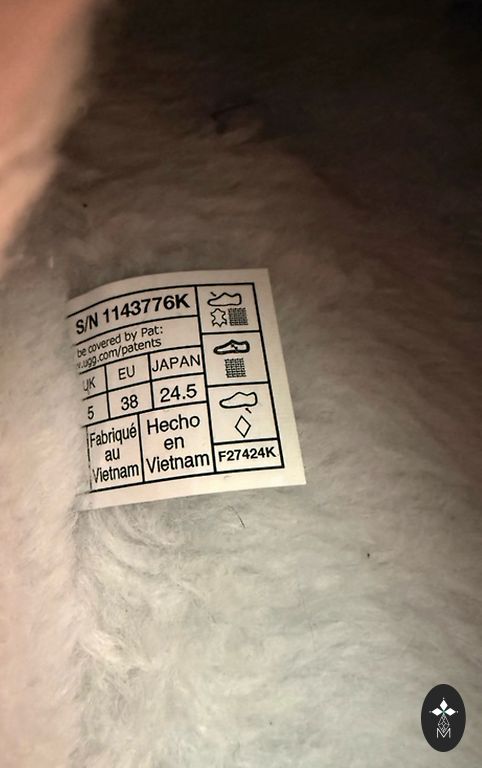 S/N 1143776K
be covered by Pat:
.ugg.com/patents
UK EU JAPAN
5 38 24.5
Fabriqué au Vietnam
Hecho en Vietnam
F27424K
M